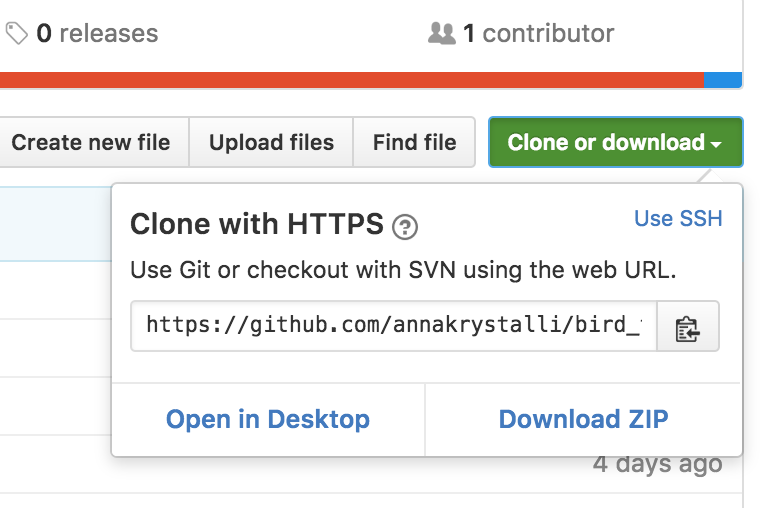 0 releases
1 contributor
Create new file
Upload files
Find file
Clone or download
Clone with HTTPS ?
Use SSH
Use Git or checkout with SVN using the web URL.
https://github.com/annakrystalli/bird_
Open in Desktop
Download ZIP
4 days ago